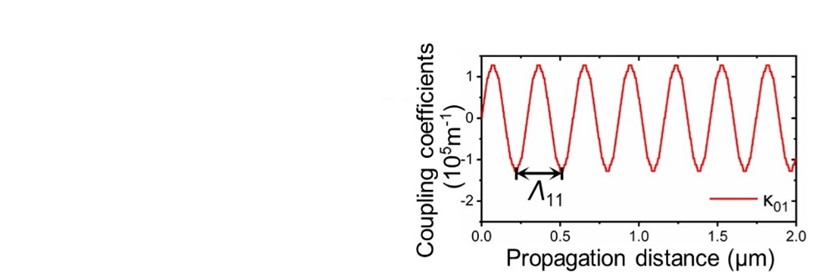 Coupling coefficients
(10⁵m⁻¹)
1
0
-1
-2
Λ₁₁
κ₀₁
0.0 0.5 1.0 1.5 2.0
Propagation distance (μm)